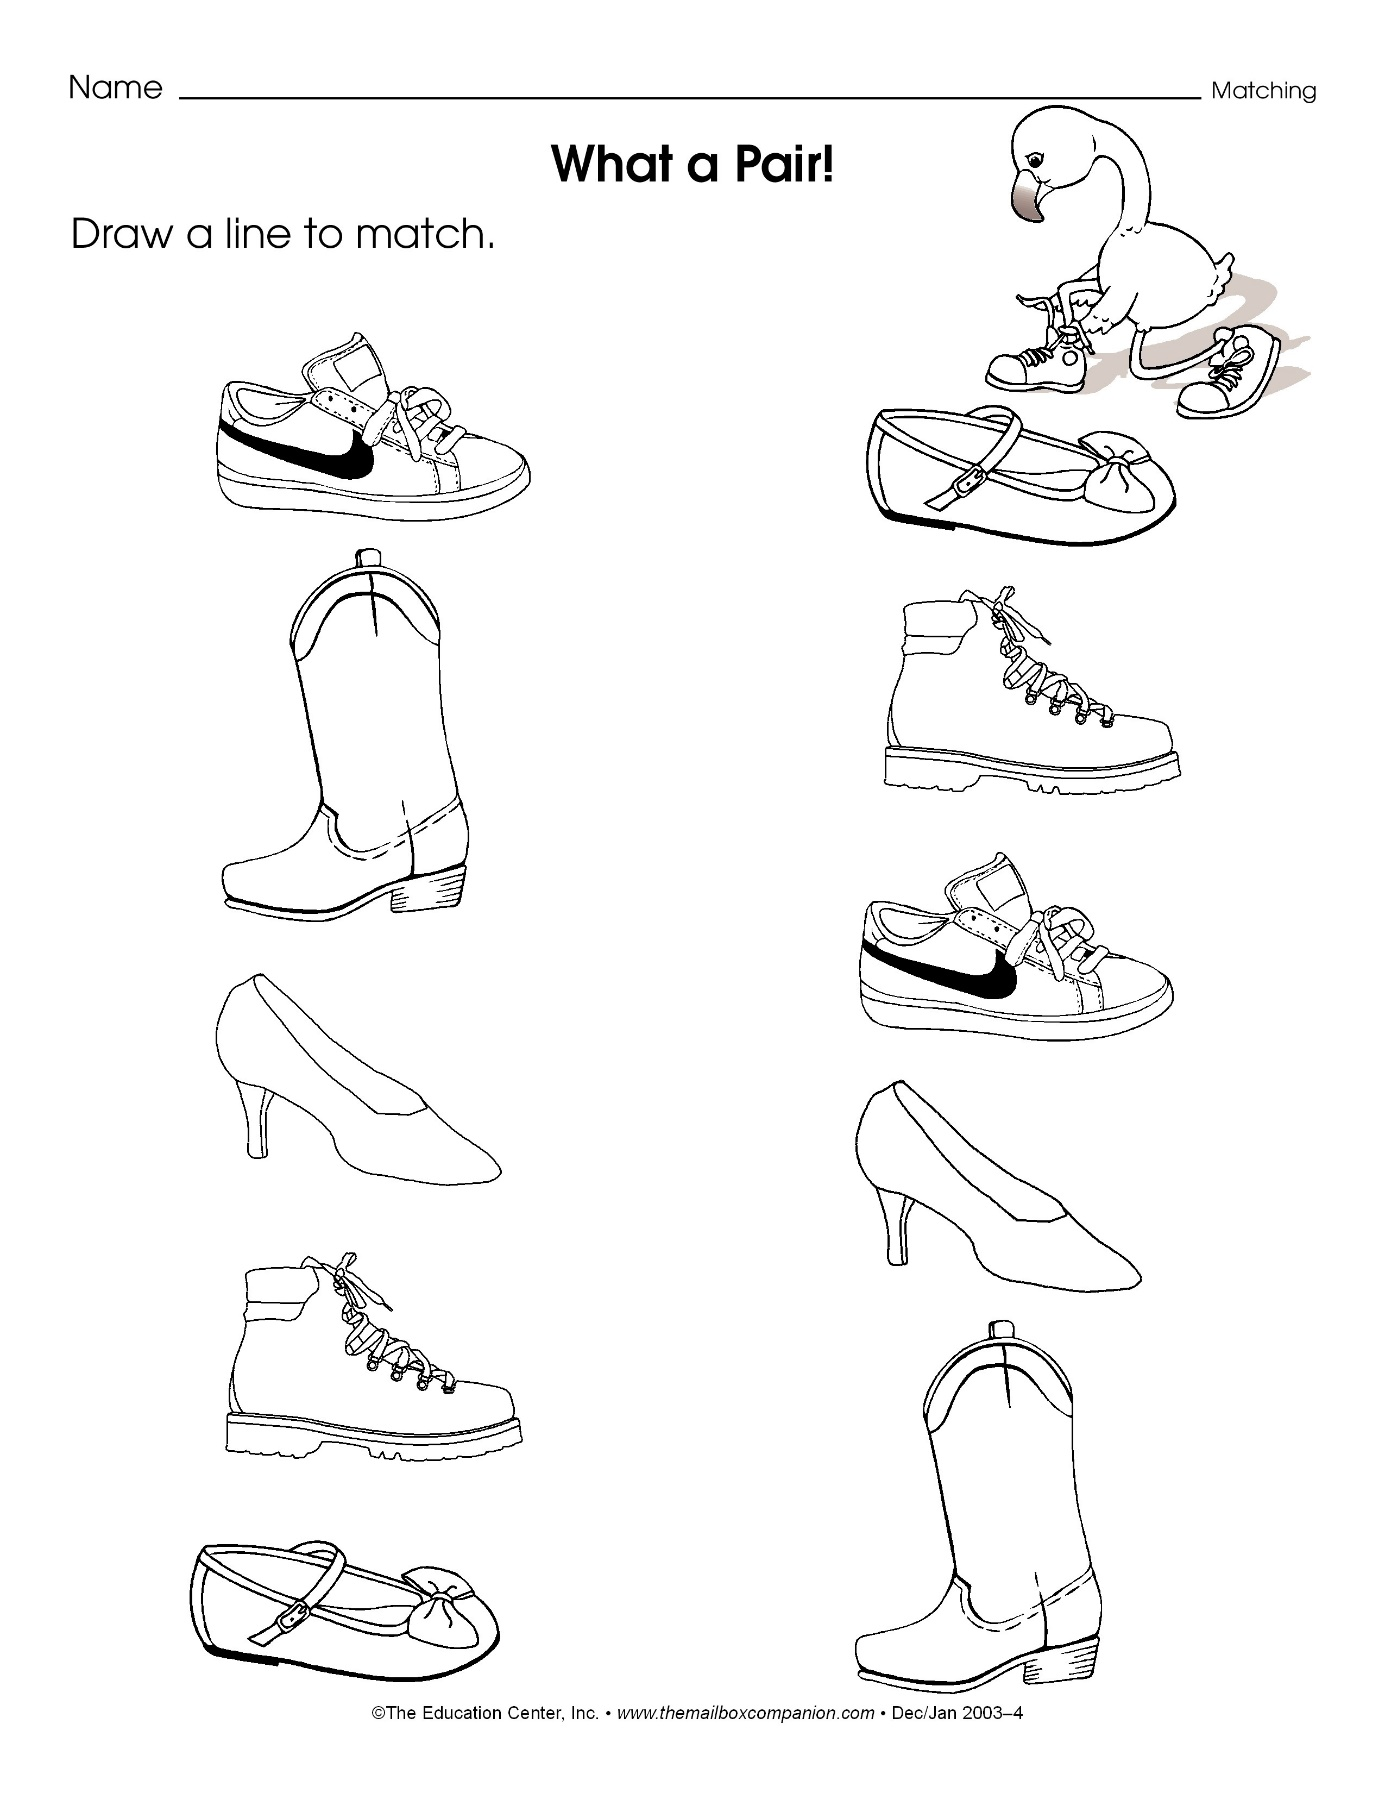 Name
Matching
What a Pair!
Draw a line to match.
©The Education Center, Inc. • www.themailboxcompanion.com • Dec/Jan 2003–4